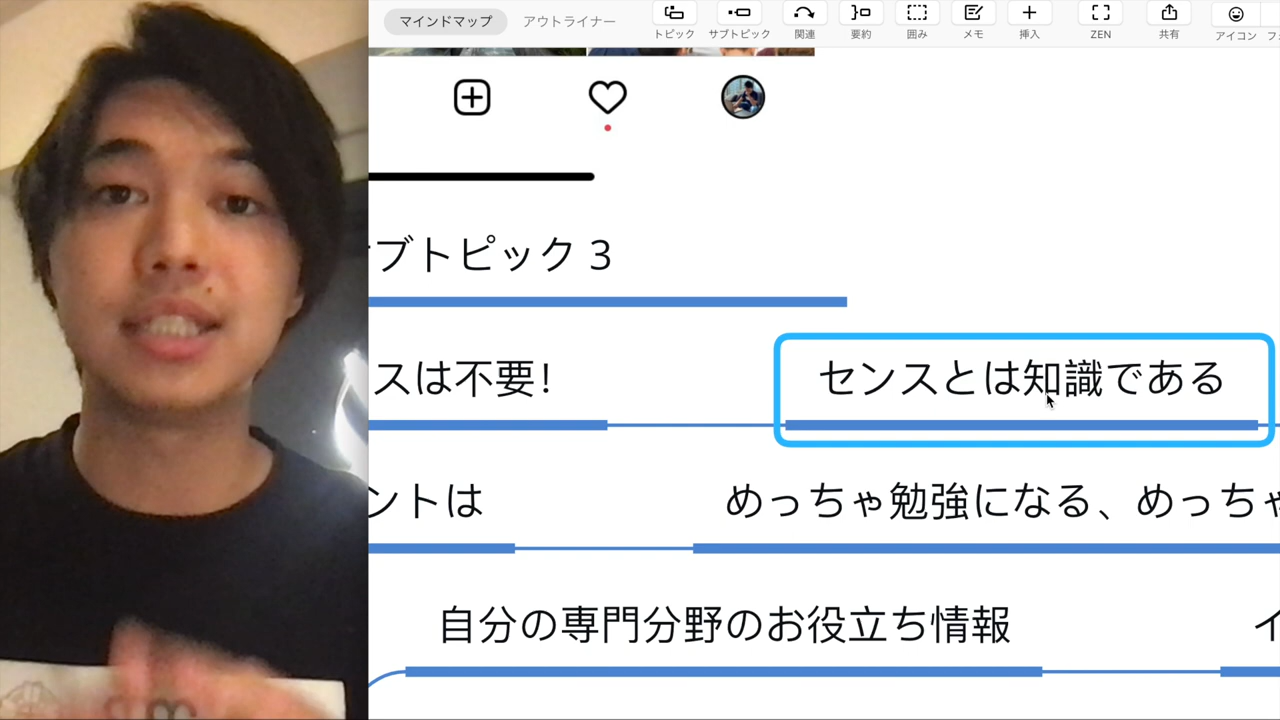 マインドマップ アウトライナー
トピック サブトピック 関連 要約 囲み メモ 挿入 ZEN 共有 アイコン フ
ブトピック 3
スは不要! センスとは知識である
ントは めっちゃ勉強になる、めっちゃ
自分の専門分野のお役立ち情報 イ